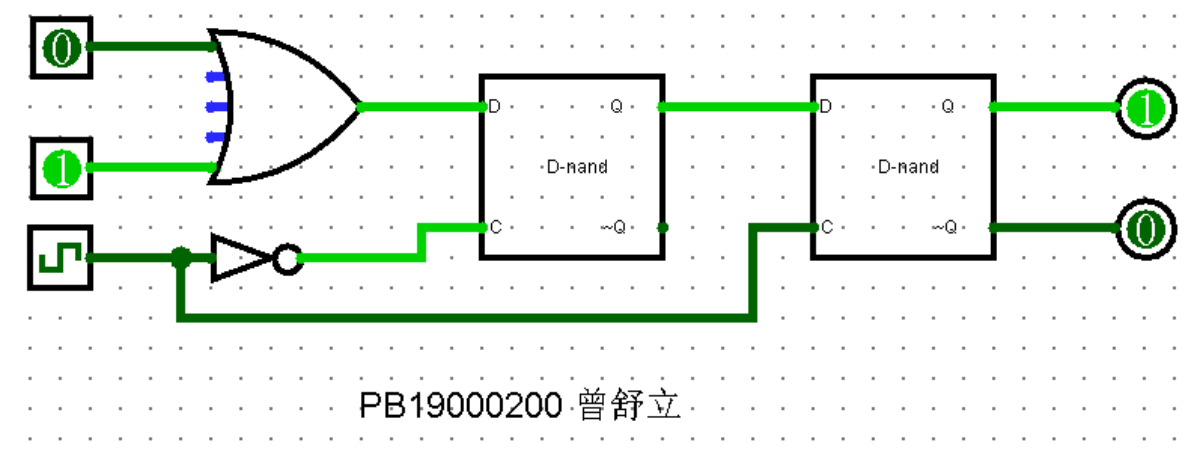 0
D Q D Q 1
1
D-nand D-nand
C ~Q C ~Q 0
PB19000200 曾舒立